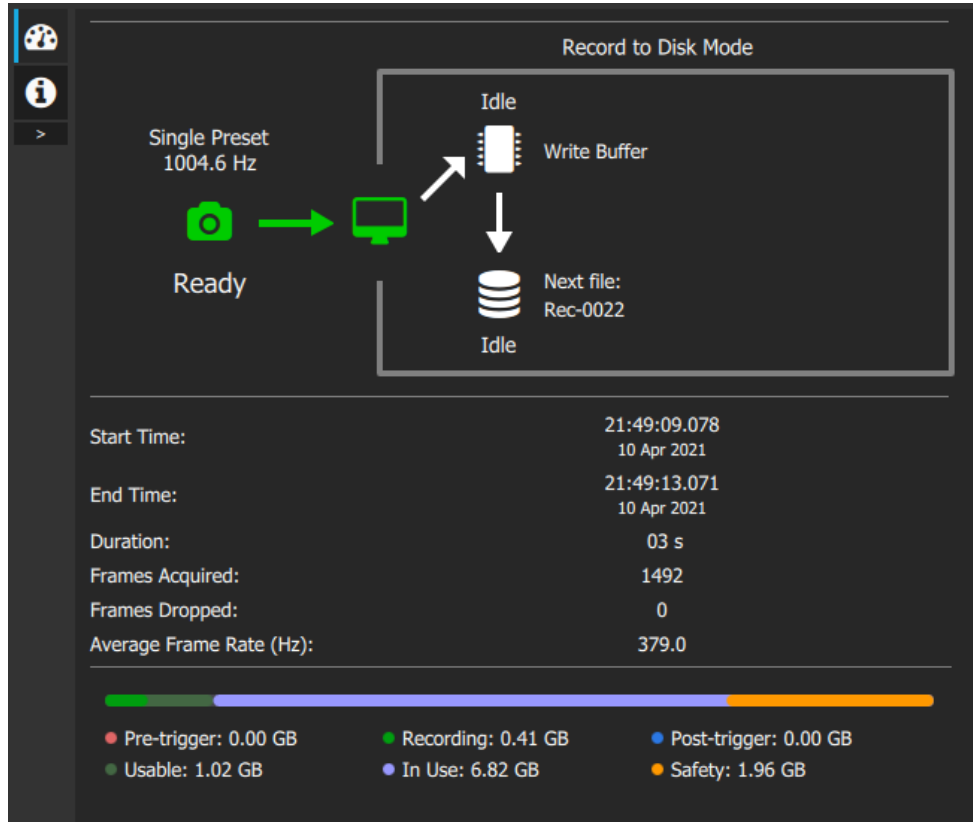 Record to Disk Mode
Idle
>
Single Preset
1004.6 Hz
Write Buffer
Ready
Next file:
Rec-0022
Idle
Start Time:
21:49:09.078
10 Apr 2021
End Time:
21:49:13.071
10 Apr 2021
Duration: 03 s
Frames Acquired: 1492
Frames Dropped: 0
Average Frame Rate (Hz): 379.0
Pre-trigger: 0.00 GB Recording: 0.41 GB Post-trigger: 0.00 GB
Usable: 1.02 GB In Use: 6.82 GB Safety: 1.96 GB